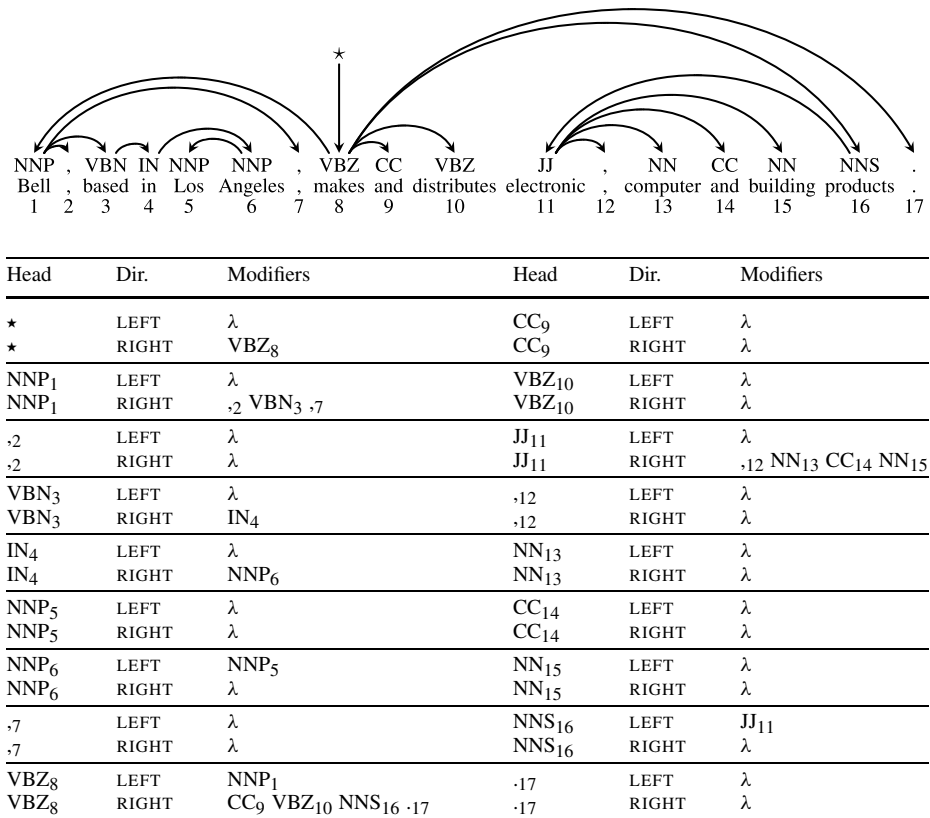 ⋆
NNP , VBN IN NNP NNP , VBZ CC VBZ JJ , NN CC NN NNS .
Bell , based in Los Angeles , makes and distributes electronic , computer and building products .
1 2 3 4 5 6 7 8 9 10 11 12 13 14 15 16 17
Head Dir. Modifiers Head Dir. Modifiers
⋆ LEFT λ CC9 LEFT λ
⋆ RIGHT VBZ8 CC9 RIGHT λ
NNP1 LEFT λ VBZ10 LEFT λ
NNP1 RIGHT ,2 VBN3 ,7 VBZ10 RIGHT λ
,2 LEFT λ JJ11 LEFT λ
,2 RIGHT λ JJ11 RIGHT ,12 NN13 CC14 NN15
VBN3 LEFT λ ,12 LEFT λ
VBN3 RIGHT IN4 ,12 RIGHT λ
IN4 LEFT λ NN13 LEFT λ
IN4 RIGHT NNP6 NN13 RIGHT λ
NNP5 LEFT λ CC14 LEFT λ
NNP5 RIGHT λ CC14 RIGHT λ
NNP6 LEFT NNP5 NN15 LEFT λ
NNP6 RIGHT λ NN15 RIGHT λ
,7 LEFT λ NNS16 LEFT JJ11
,7 RIGHT λ NNS16 RIGHT λ
VBZ8 LEFT NNP1 .17 LEFT λ
VBZ8 RIGHT CC9 VBZ10 NNS16 .17 .17 RIGHT λ